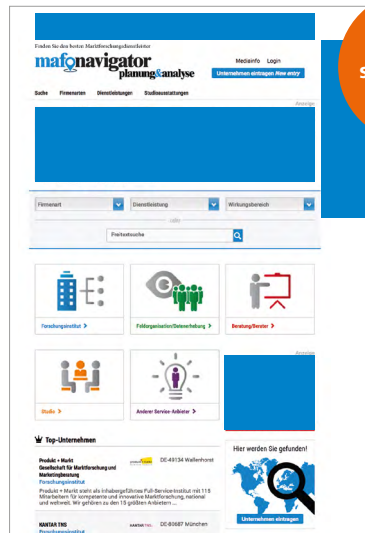 S
Finden Sie den besten Marktforschungsdienstleister
mafonavigator
planung&analyse
Mediainfo Login
Unternehmen eintragen New entry
Suche Firmenarten Dienstleistungen Studioausstattungen
Anzeige
Firmenart Dienstleistung Wirkungsbereich
oder
Freitextsuche
Forschungsinstitut >
Feldorganisation/Datenerhebung >
Beratung/Berater >
Anzeige
Studio >
Anderer Service-Anbieter >
Top-Unternehmen
Produkt + Markt
Gesellschaft für Marktforschung und
Marketingberatung
Forschungsinstitut
DE-49134 Wallenhorst
Produkt + Markt steht als inhabergeführtes Full-Service-Institut mit 115
Mitarbeitern für kompetente und innovative Marktforschung, national
und weltweit. Wir gehören zu den 15 größten Anbietern ...
KANTAR TNS
Forschungsinstitut
KANTAR TNS.
DE-80687 München
Hier werden Sie gefunden!
Unternehmen eintragen